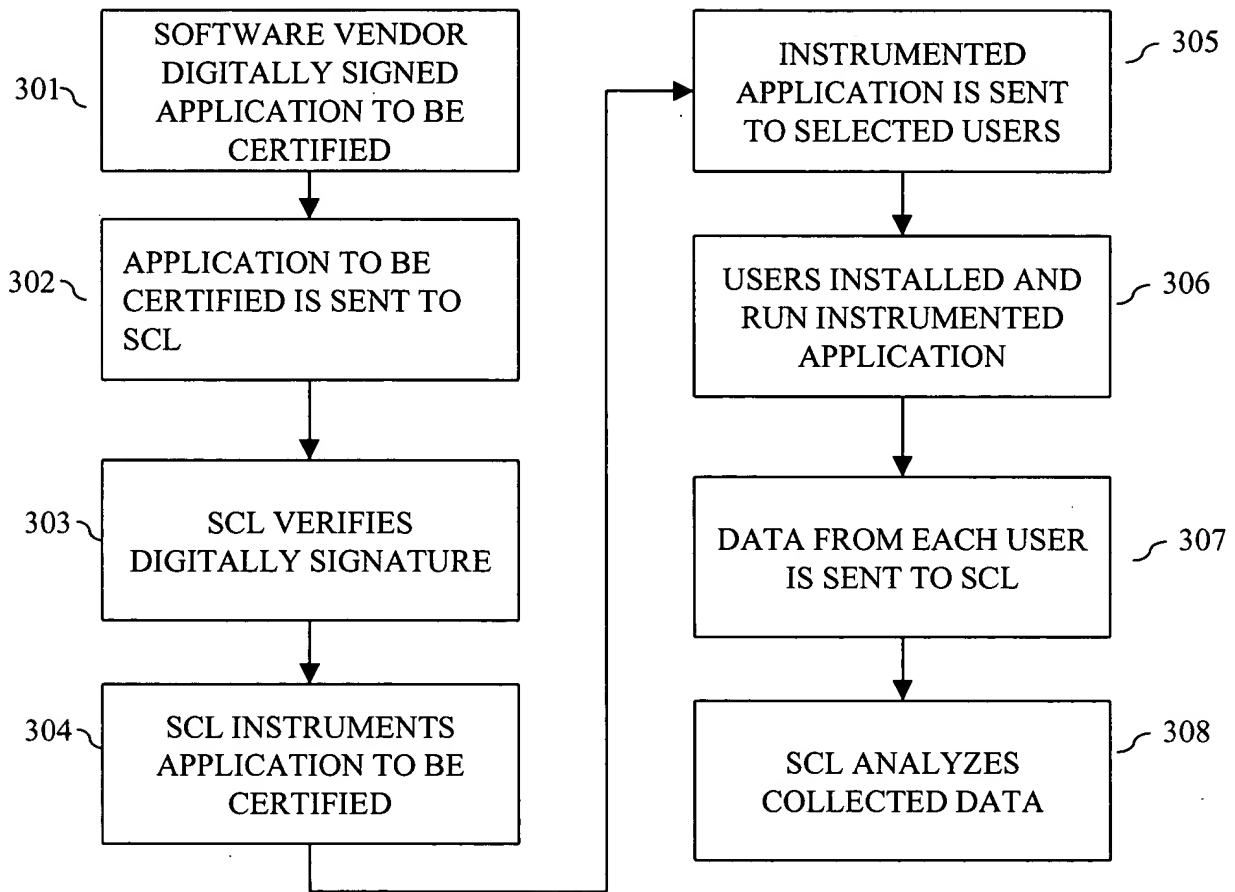 301
SOFTWARE VENDOR
DIGITALLY SIGNED
APPLICATION TO BE
CERTIFIED
302
APPLICATION TO BE
CERTIFIED IS SENT TO
SCL
303
SCL VERIFIES
DIGITALLY SIGNATURE
304
SCL INSTRUMENTS
APPLICATION TO BE
CERTIFIED
305
INSTRUMENTED
APPLICATION IS SENT
TO SELECTED USERS
306
USERS INSTALLED AND
RUN INSTRUMENTED
APPLICATION
307
DATA FROM EACH USER
IS SENT TO SCL
308
SCL ANALYZES
COLLECTED DATA